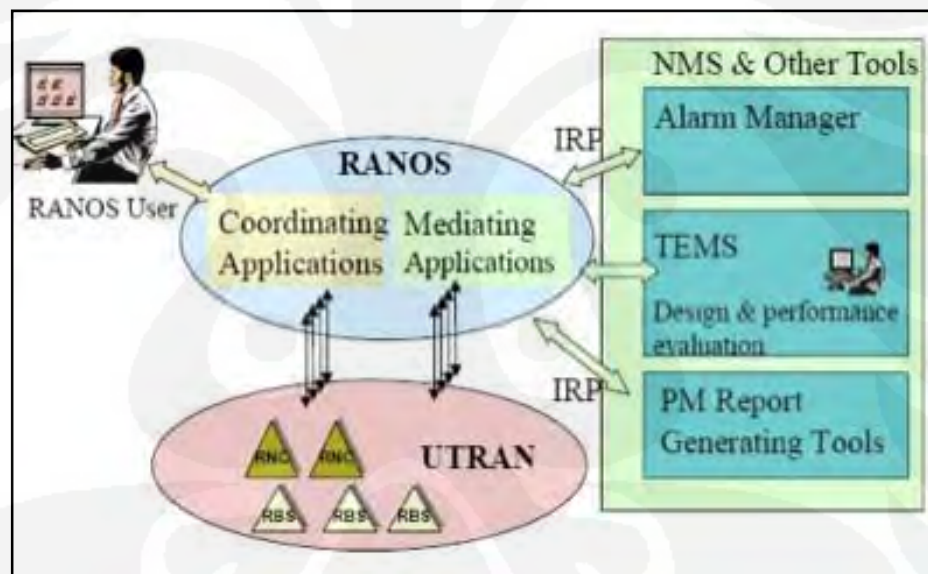 NMS & Other Tools
Alarm Manager
IRP
RANOS
RANOS User
Coordinating
Applications
Mediating
Applications
TEMS
Design & performance
evaluation
IRP
PM Report
Generating Tools
UTRAN
RNC RNC
RBS RBS RBS